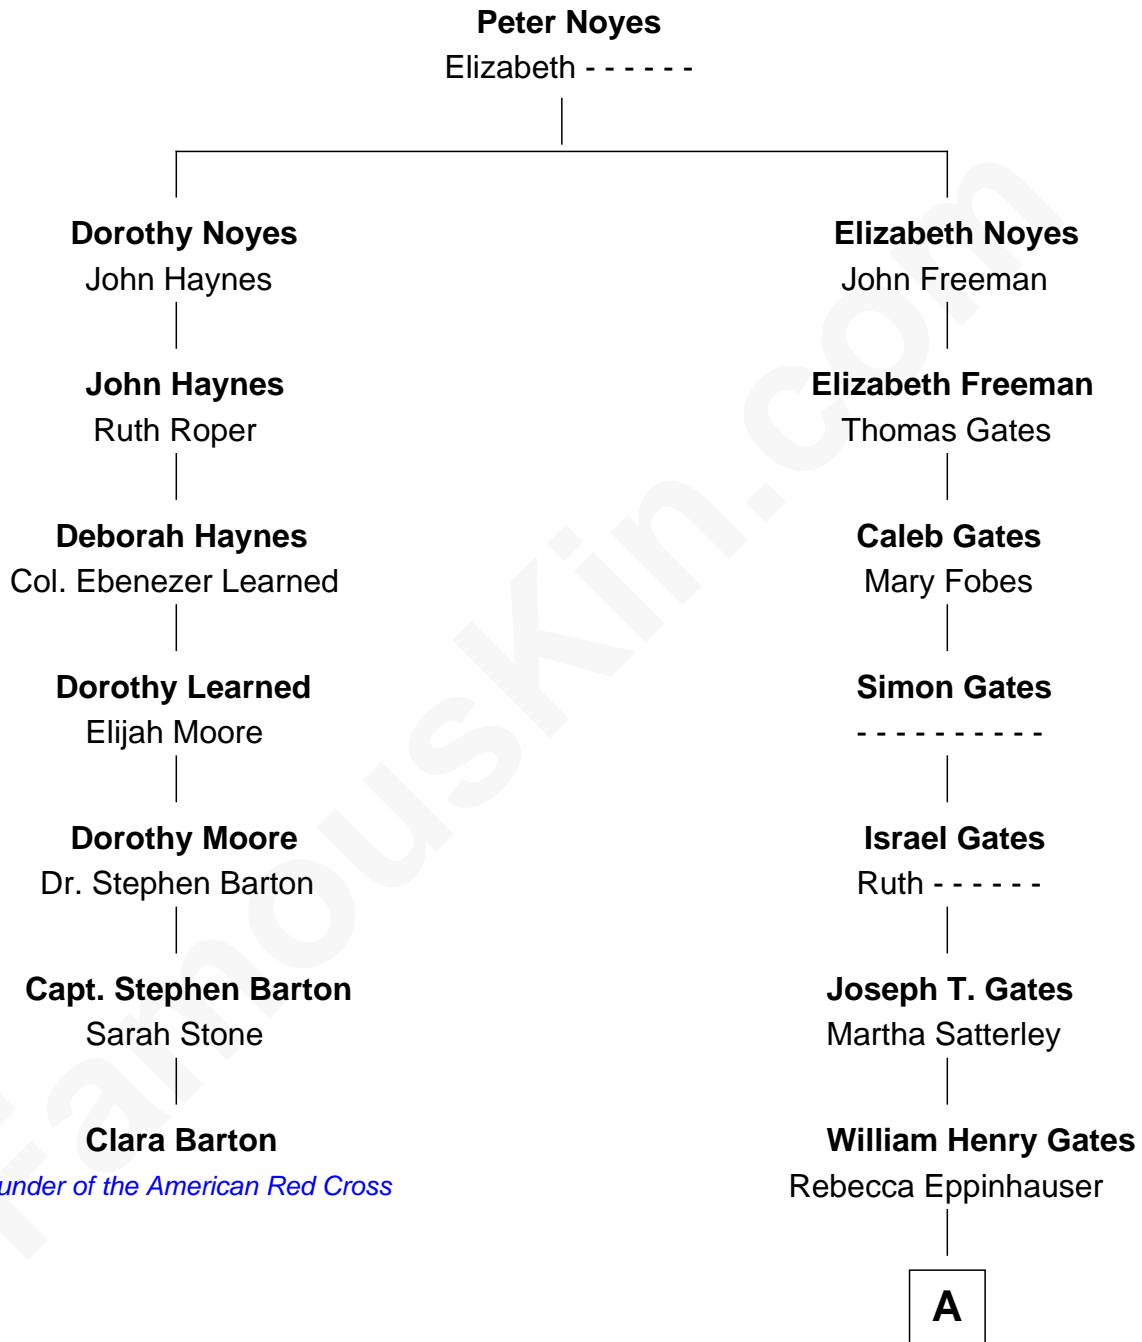 Peter Noyes
Elizabeth - - - - - -
Dorothy Noyes
John Haynes
Elizabeth Noyes
John Freeman
John Haynes
Ruth Roper
Elizabeth Freeman
Thomas Gates
Deborah Haynes
Col. Ebenezer Learned
Caleb Gates
Mary Fobes
Dorothy Learned
Elijah Moore
Simon Gates
- - - - - - - - - -
Dorothy Moore
Dr. Stephen Barton
Israel Gates
Ruth - - - - - -
Capt. Stephen Barton
Sarah Stone
Joseph T. Gates
Martha Satterley
Clara Barton
under of the American Red Cross
William Henry Gates
Rebecca Eppinhauser
A
FamousKin.com